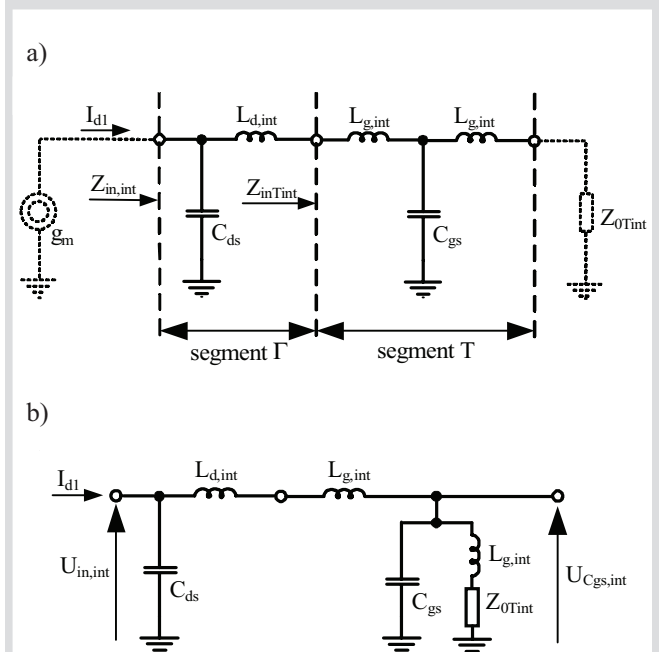 a)
I_d1
L_d,int
L_g,int
L_g,int
Z_in,int
Z_inTint
g_m
C_ds
C_gs
Z_0Tint
segment Γ
segment T
b)
I_d1
L_d,int
L_g,int
U_in,int
C_ds
C_gs
L_g,int
Z_0Tint
U_Cgs,int